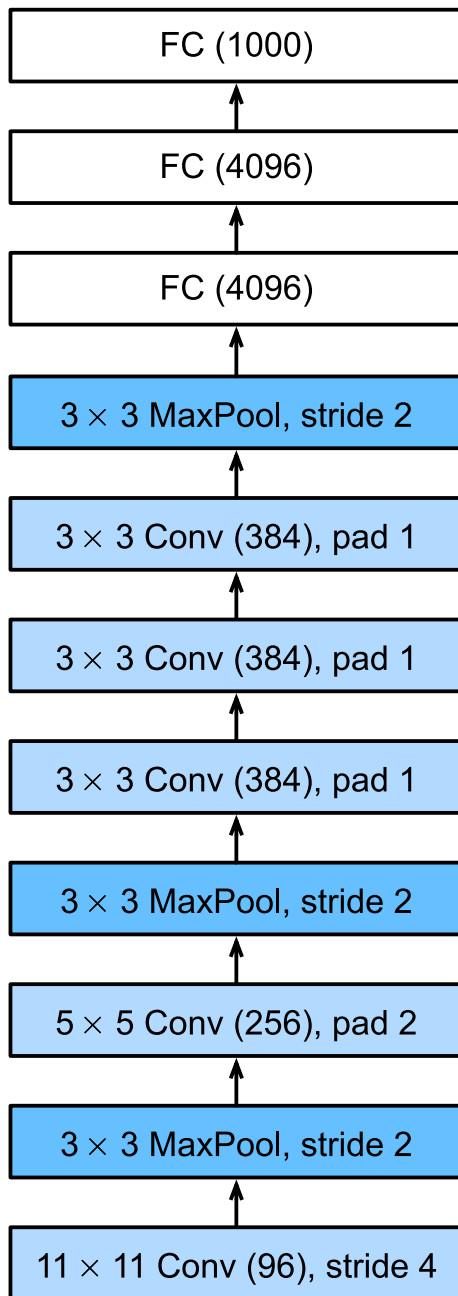 FC (1000)
FC (4096)
FC (4096)
3 × 3 MaxPool, stride 2
3 × 3 Conv (384), pad 1
3 × 3 Conv (384), pad 1
3 × 3 Conv (384), pad 1
3 × 3 MaxPool, stride 2
5 × 5 Conv (256), pad 2
3 × 3 MaxPool, stride 2
11 × 11 Conv (96), stride 4